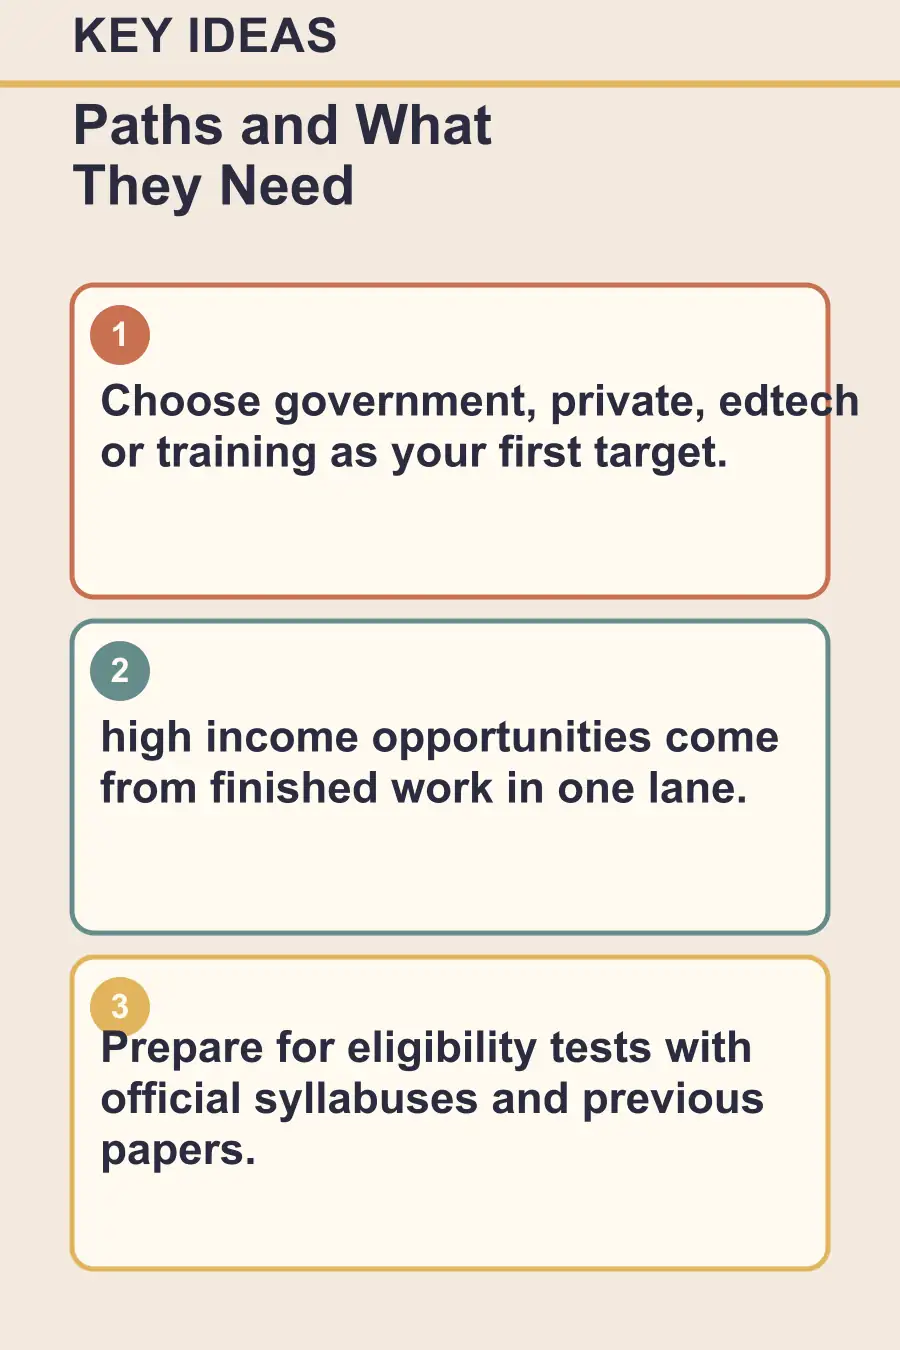 KEY IDEAS
Paths and What
They Need
1
Choose government, private, edtech
or training as your first target.
2
high income opportunities come
from finished work in one lane.
3
Prepare for eligibility tests with
official syllabuses and previous
papers.